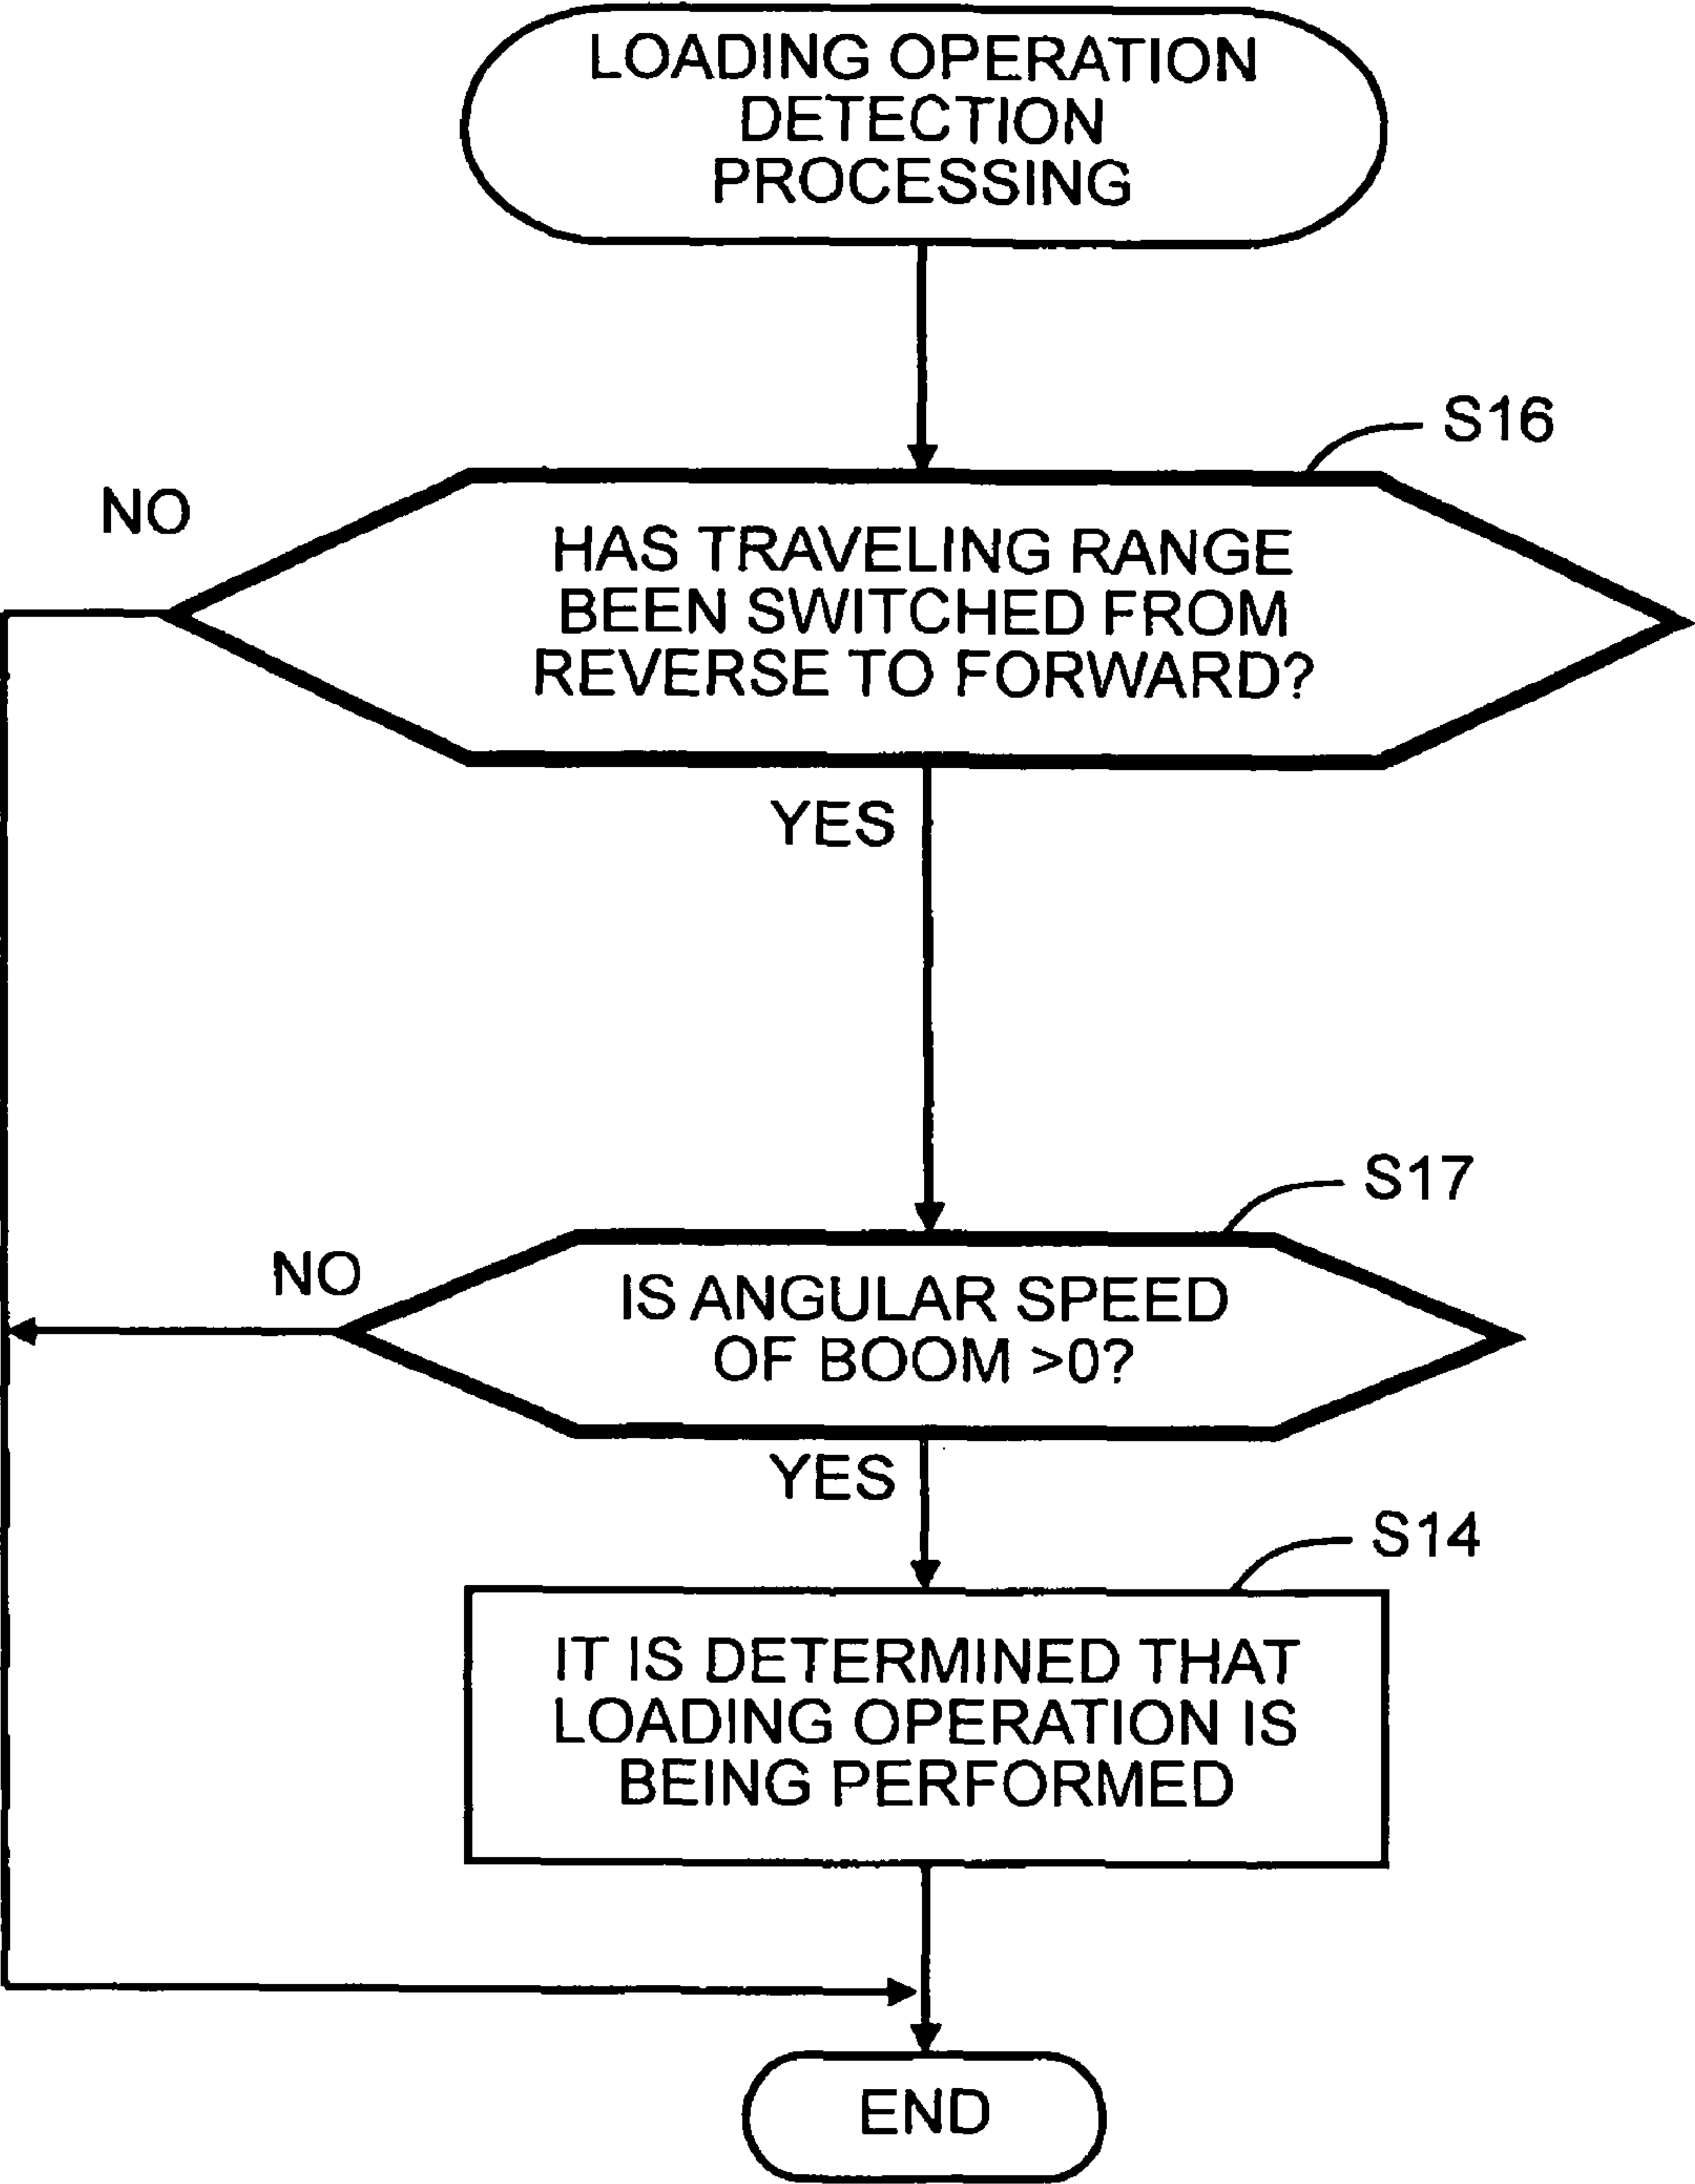 LOADING OPERATION
DETECTION
PROCESSING
S16
NO
HAS TRAVELING RANGE
BEEN SWITCHED FROM
REVERSE TO FORWARD?
YES
S17
NO
IS ANGULAR SPEED
OF BOOM >0?
YES
S14
IT IS DETERMINED THAT
LOADING OPERATION IS
BEING PERFORMED
END